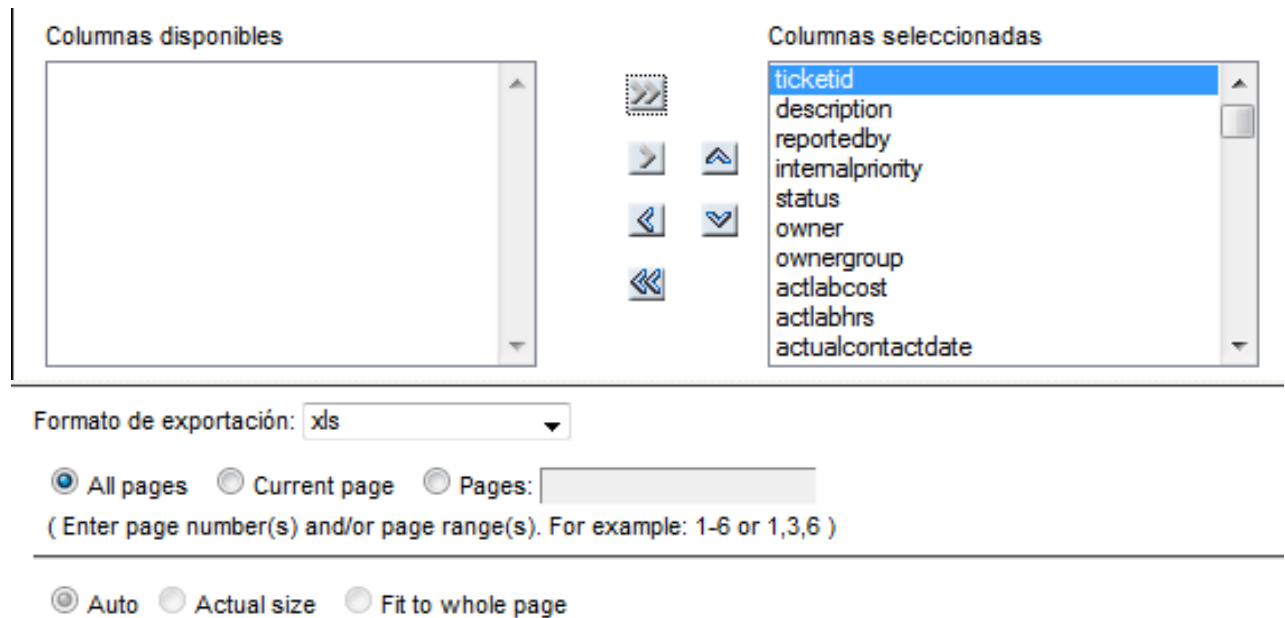 Columnas disponibles
Columnas seleccionadas
ticketid
description
reportedby
internalpriority
status
owner
ownergroup
actlabcost
actlabhrs
actualcontactdate
Formato de exportación: xls
All pages Current page Pages:
( Enter page number(s) and/or page range(s). For example: 1-6 or 1,3,6 )
Auto Actual size Fit to whole page